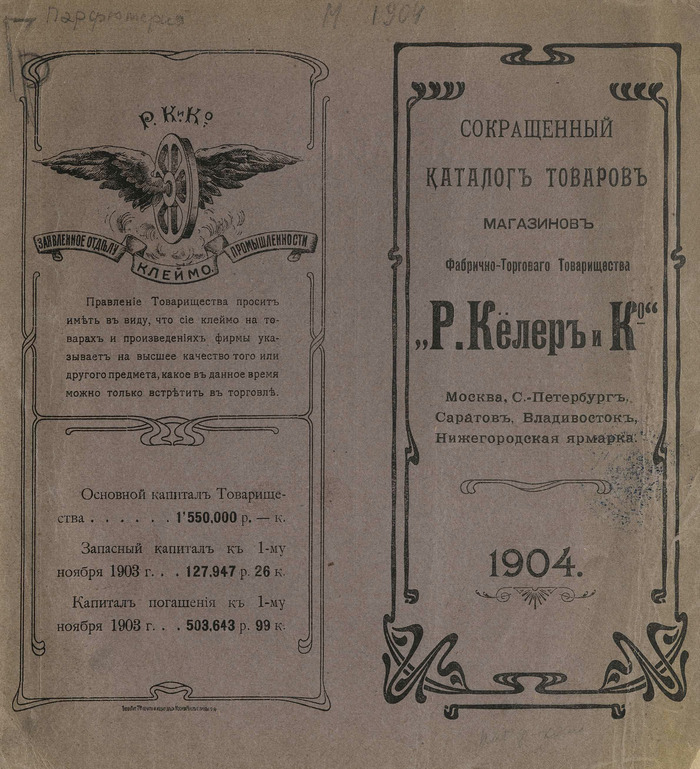 Парфюмерия
М 1904
Р. К и Ко
ЗАЯВЛЕННОЕ ОТДѢЛУ
КЛЕЙМО
ПРОМЫШЛЕННОСТИ
Правленіе Товарищества проситъ
имѣть въ виду, что сіе клеймо на то-
варахъ и произведеніяхъ фирмы ука-
зываетъ на высшее качество того или
другого предмета, какое въ данное время
можно только встрѣтить въ торговлѣ.
Основной капиталъ Товарище-
ства . . . . . . 1'550,000 р. — к.
Запасный капиталъ къ 1-му
ноября 1903 г. . . 127.947 р. 26 к.
Капиталъ погашенія къ 1-му
ноября 1903 г. . . 503,643 р. 99 к.
СОКРАЩЕННЫЙ
КАТАЛОГЪ ТОВАРОВЪ
МАГАЗИНОВЪ
Фабрично-Торговаго Товарищества
„Р. Кёлеръ и Ко“
Москва, С.-Петербургъ,
Саратовъ, Владивостокъ,
Нижегородская ярмарка.
1904.